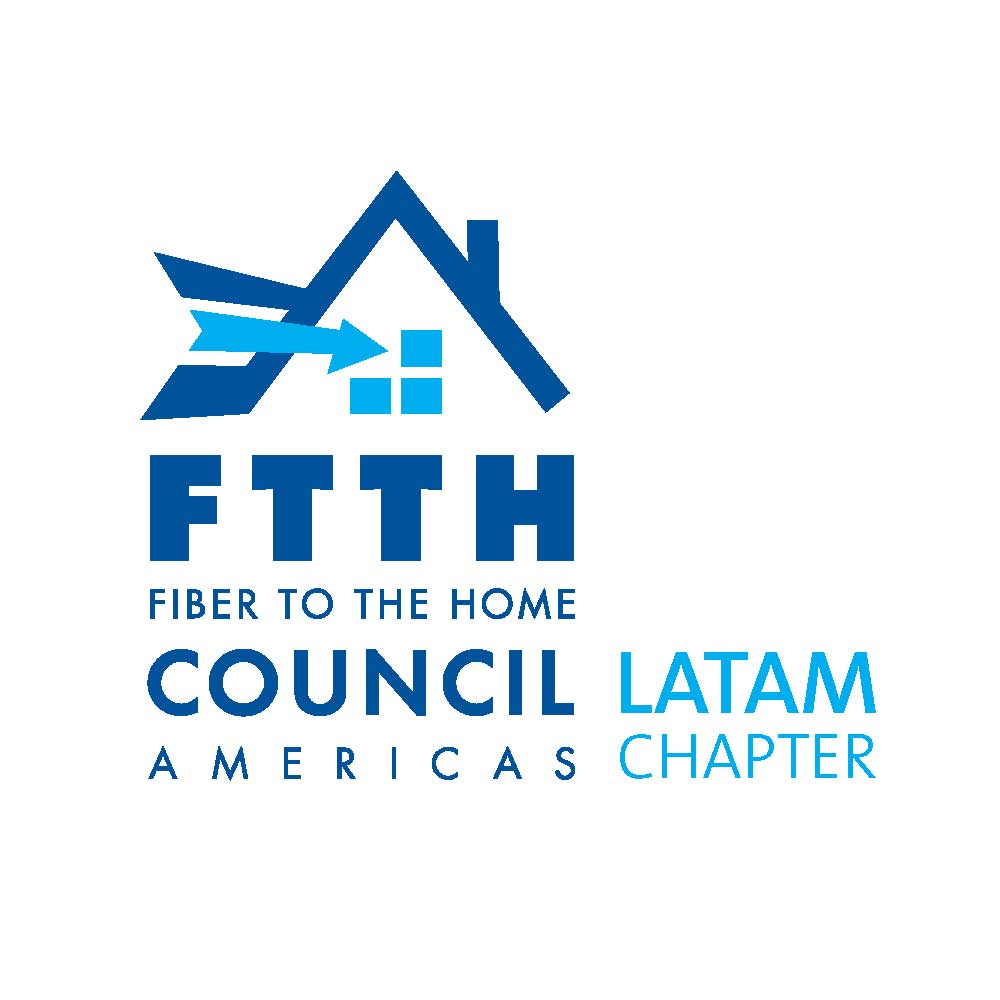 FTTH
FIBER TO THE HOME
COUNCIL
AMERICAS
LATAM
CHAPTER